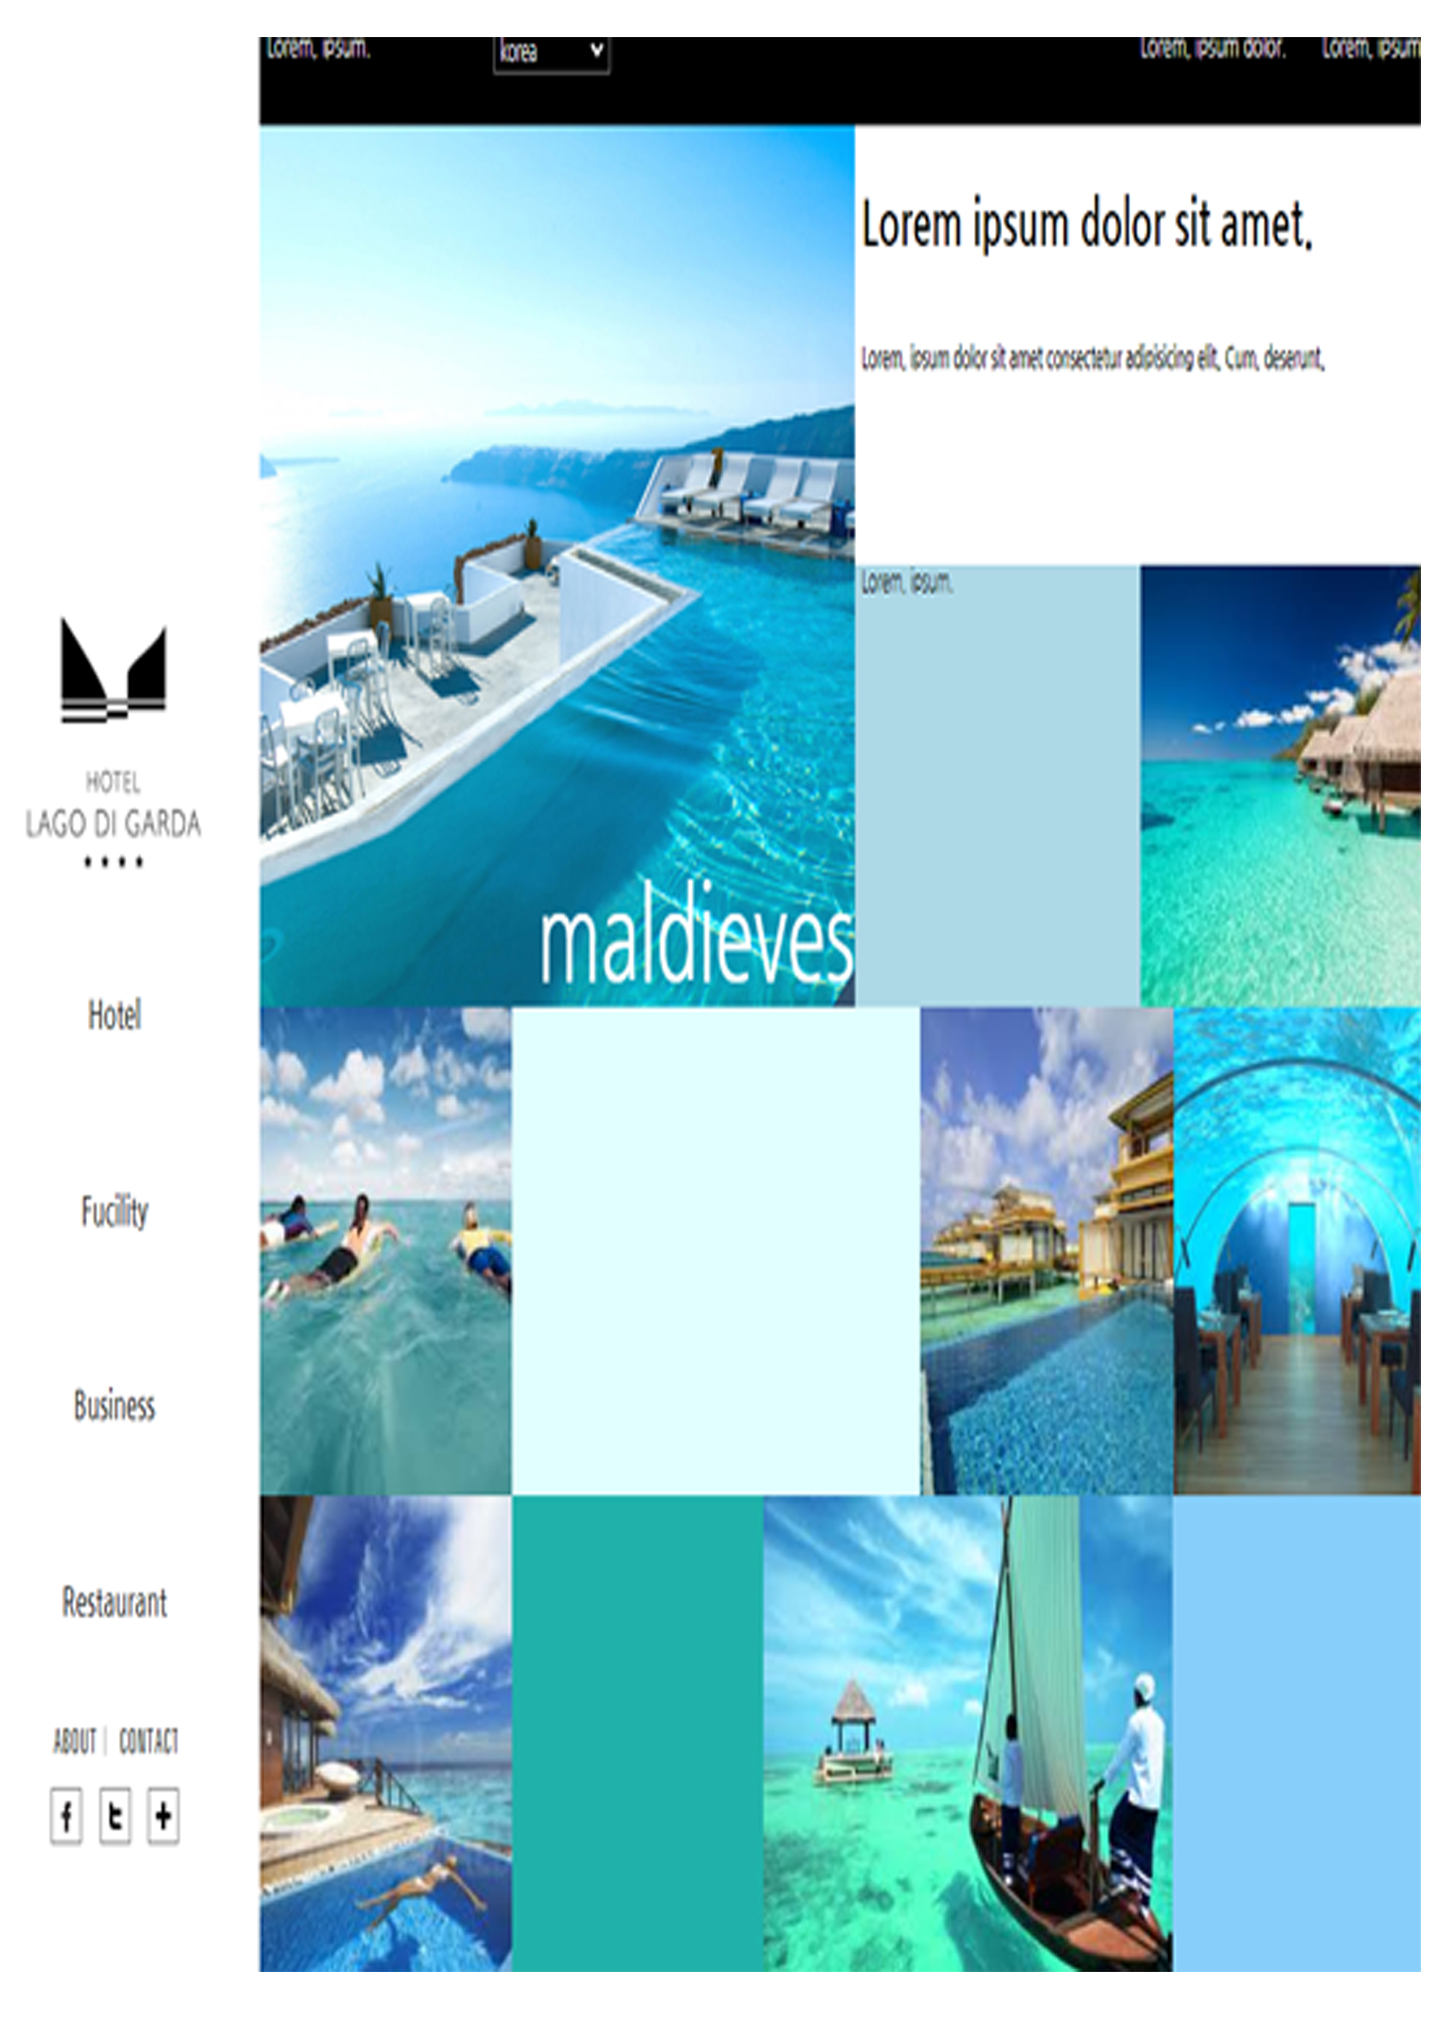 Lorem, ipsum.
korea
Lorem, ipsum dolor.
Lorem, ipsum
Lorem ipsum dolor sit amet.
Lorem, ipsum dolor sit amet consectetur adipisicing elit. Cum, deserunt.
Lorem, ipsum.
maldieves
HOTEL
LAGO DI GARDA
Hotel
Fucility
Business
Restaurant
ABOUT | CONTACT